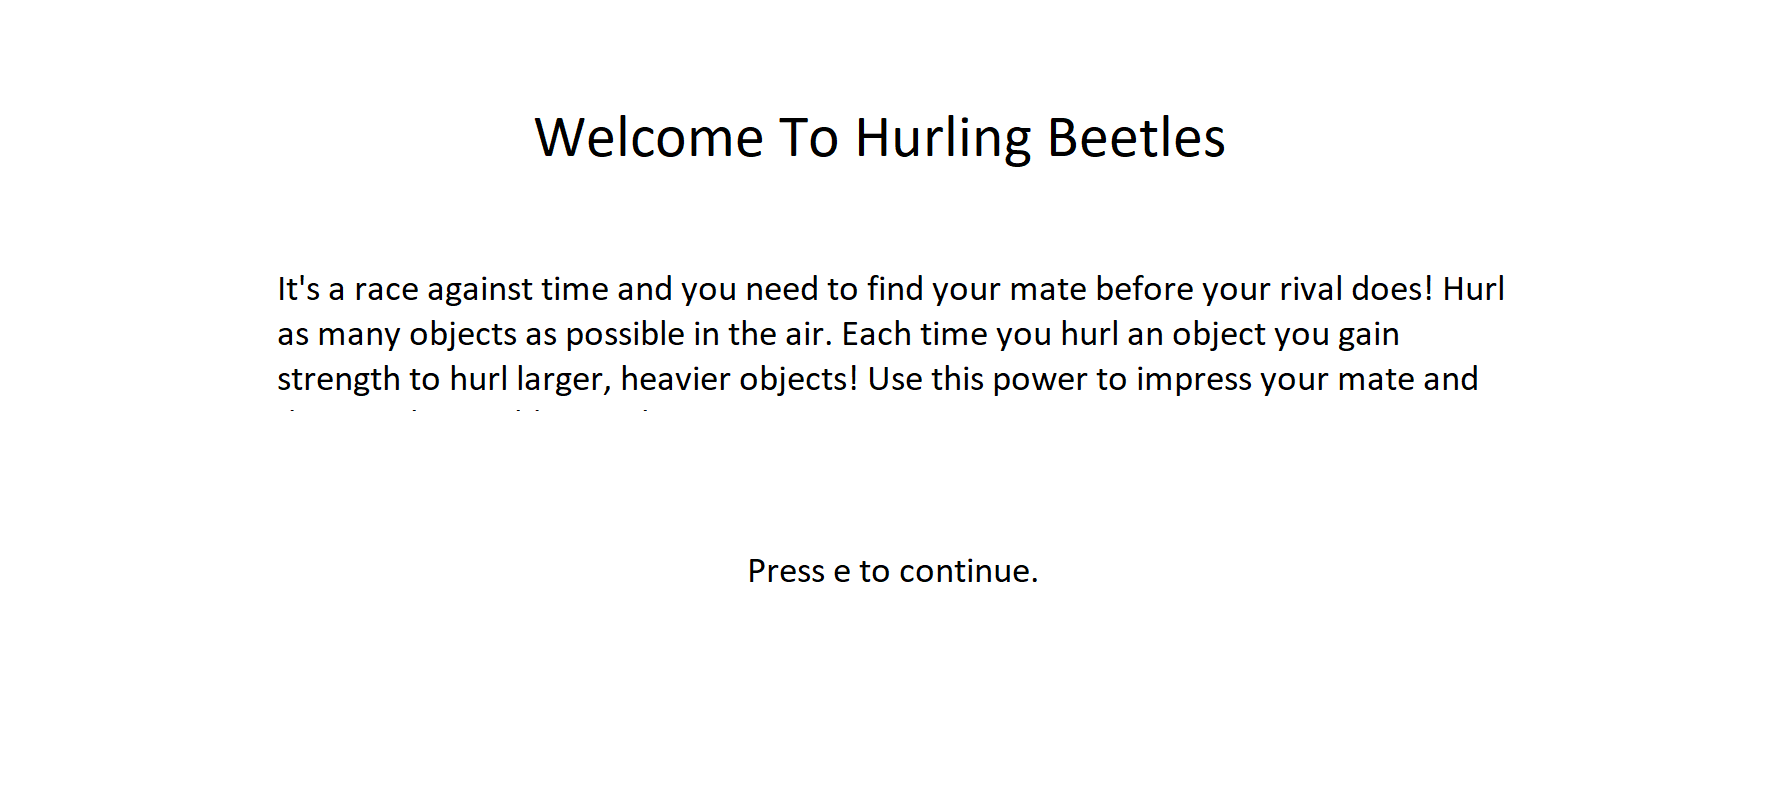 Welcome To Hurling Beetles
It's a race against time and you need to find your mate before your rival does! Hurl
as many objects as possible in the air. Each time you hurl an object you gain
strength to hurl larger, heavier objects! Use this power to impress your mate and
Press e to continue.